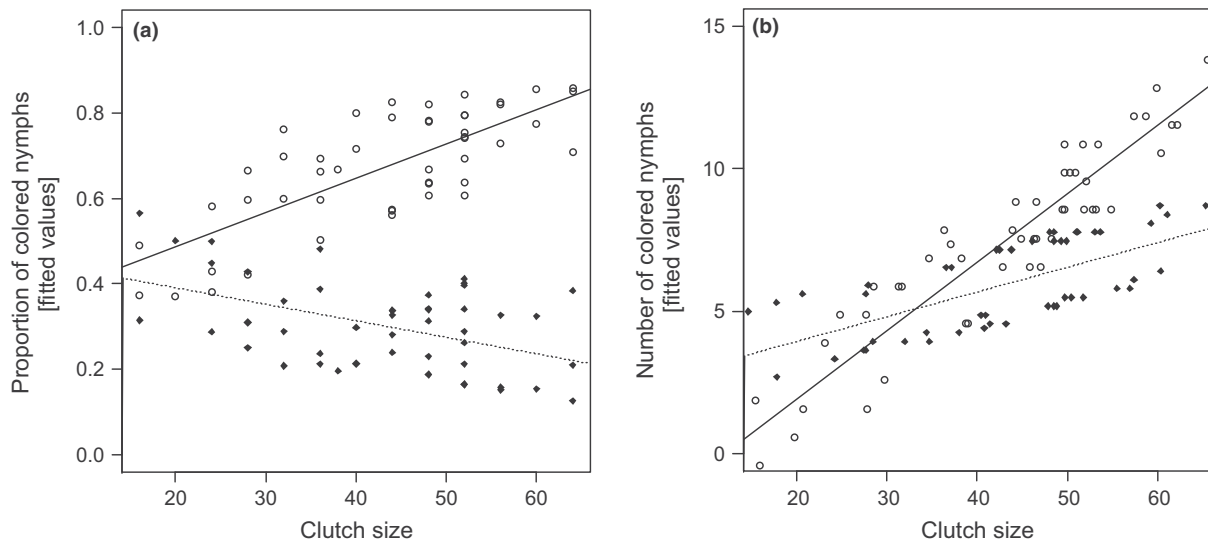 (a)
Proportion of colored nymphs
[fitted values]
1.0
0.8
0.6
0.4
0.2
0.0
20 30 40 50 60
Clutch size
(b)
Number of colored nymphs
[fitted values]
15
10
5
0
20 30 40 50 60
Clutch size